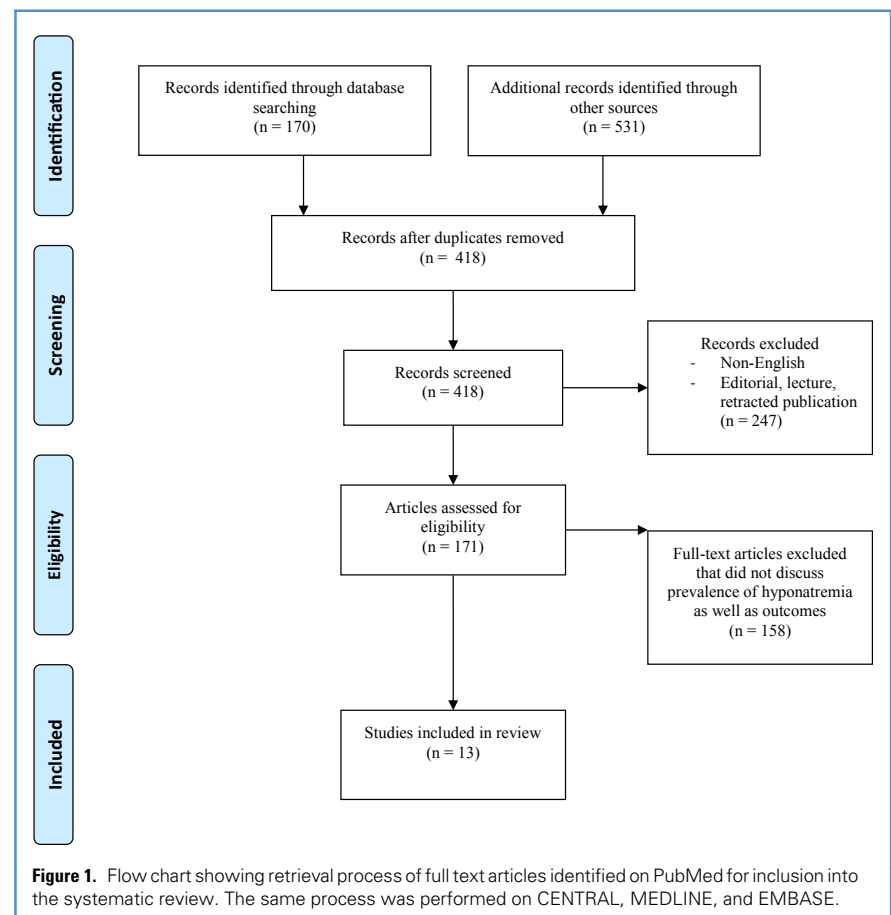 Identification
Records identified through database
searching
(n = 170)
Additional records identified through
other sources
(n = 531)
Records after duplicates removed
(n = 418)
Screening
Records screened
(n = 418)
Records excluded
- Non-English
- Editorial, lecture,
retracted publication
(n = 247)
Eligibility
Articles assessed for
eligibility
(n = 171)
Full-text articles excluded
that did not discuss
prevalence of hyponatremia
as well as outcomes
(n = 158)
Included
Studies included in review
(n = 13)
Figure 1. Flow chart showing retrieval process of full text articles identified on PubMed for inclusion into
the systematic review. The same process was performed on CENTRAL, MEDLINE, and EMBASE.